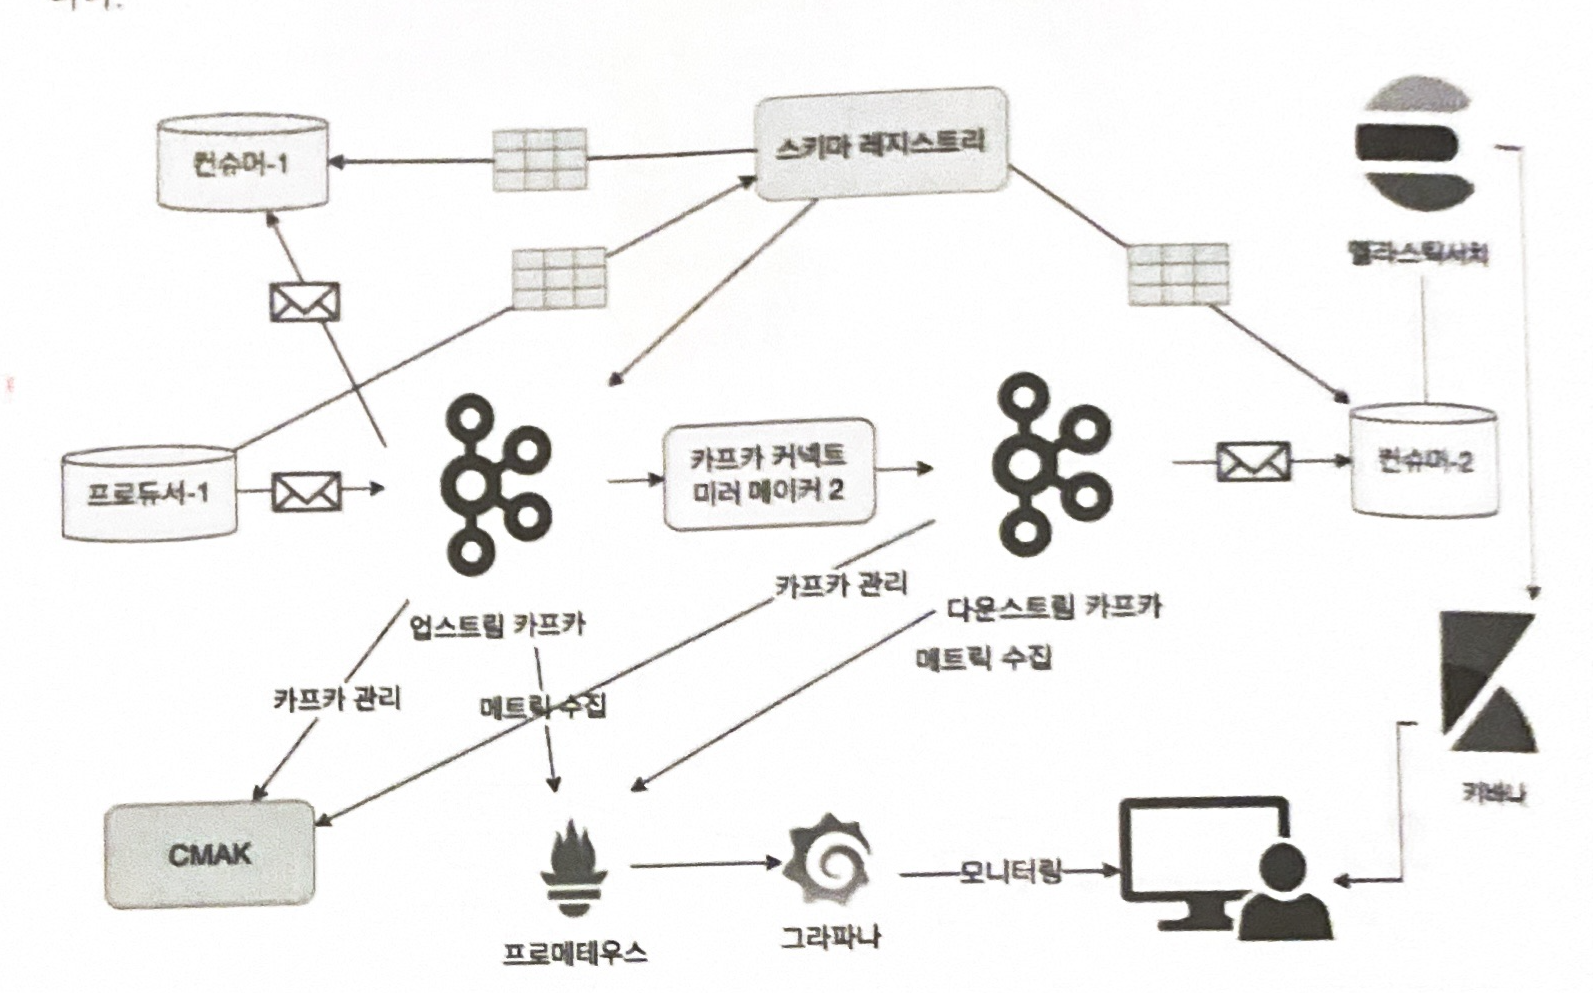 컨슈머-1
스키마 레지스트리
엘라스틱서치
프로듀서-1
카프카 커넥트
미러 메이커 2
컨슈머-2
카프카 관리
다운스트림 카프카
업스트림 카프카
메트릭 수집
카프카 관리
메트릭 수집
키바나
CMAK
모니터링
그라파나
프로메테우스